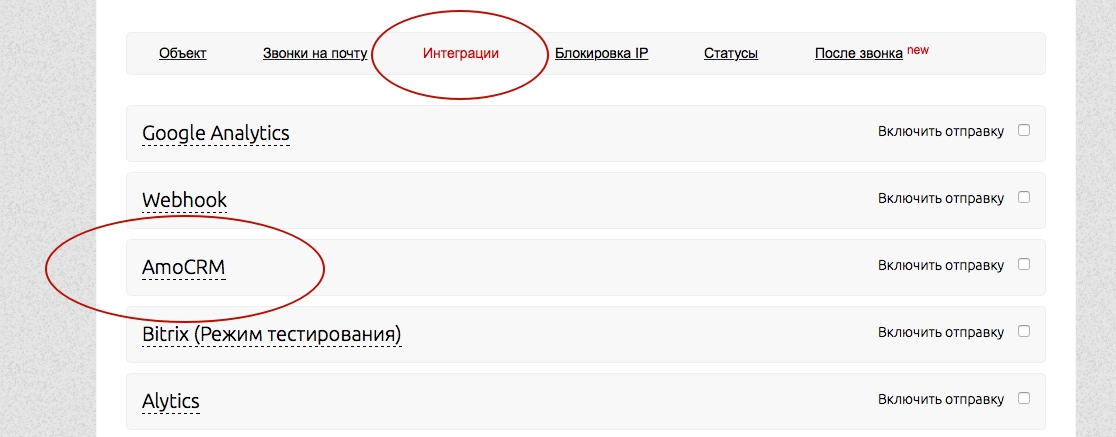 Объект Звонки на почту Интеграции Блокировка IP Статусы После звонка new
Google Analytics Включить отправку
Webhook Включить отправку
AmoCRM Включить отправку
Bitrix (Режим тестирования) Включить отправку
Alytics Включить отправку